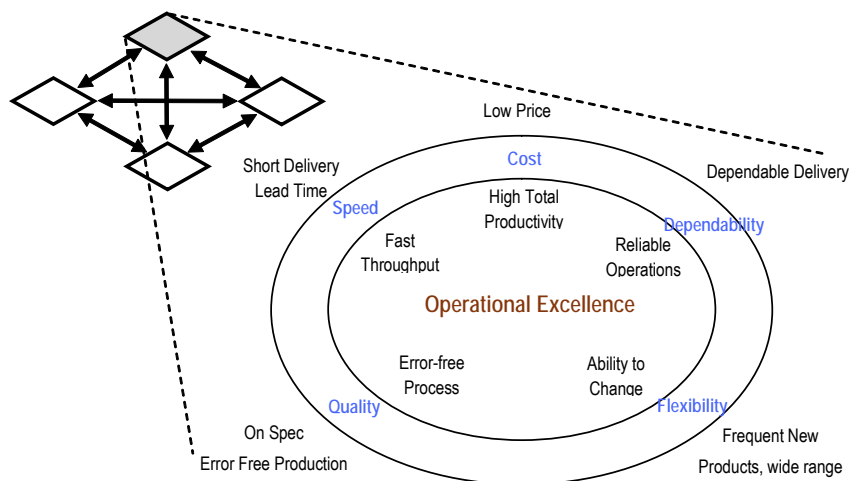 Low Price
Cost
Short Delivery
Lead Time
Dependable Delivery
Speed
High Total
Productivity
Dependability
Fast
Throughput
Reliable
Operations
Operational Excellence
Error-free
Process
Ability to
Change
Quality
Flexibility
On Spec
Error Free Production
Frequent New
Products, wide range